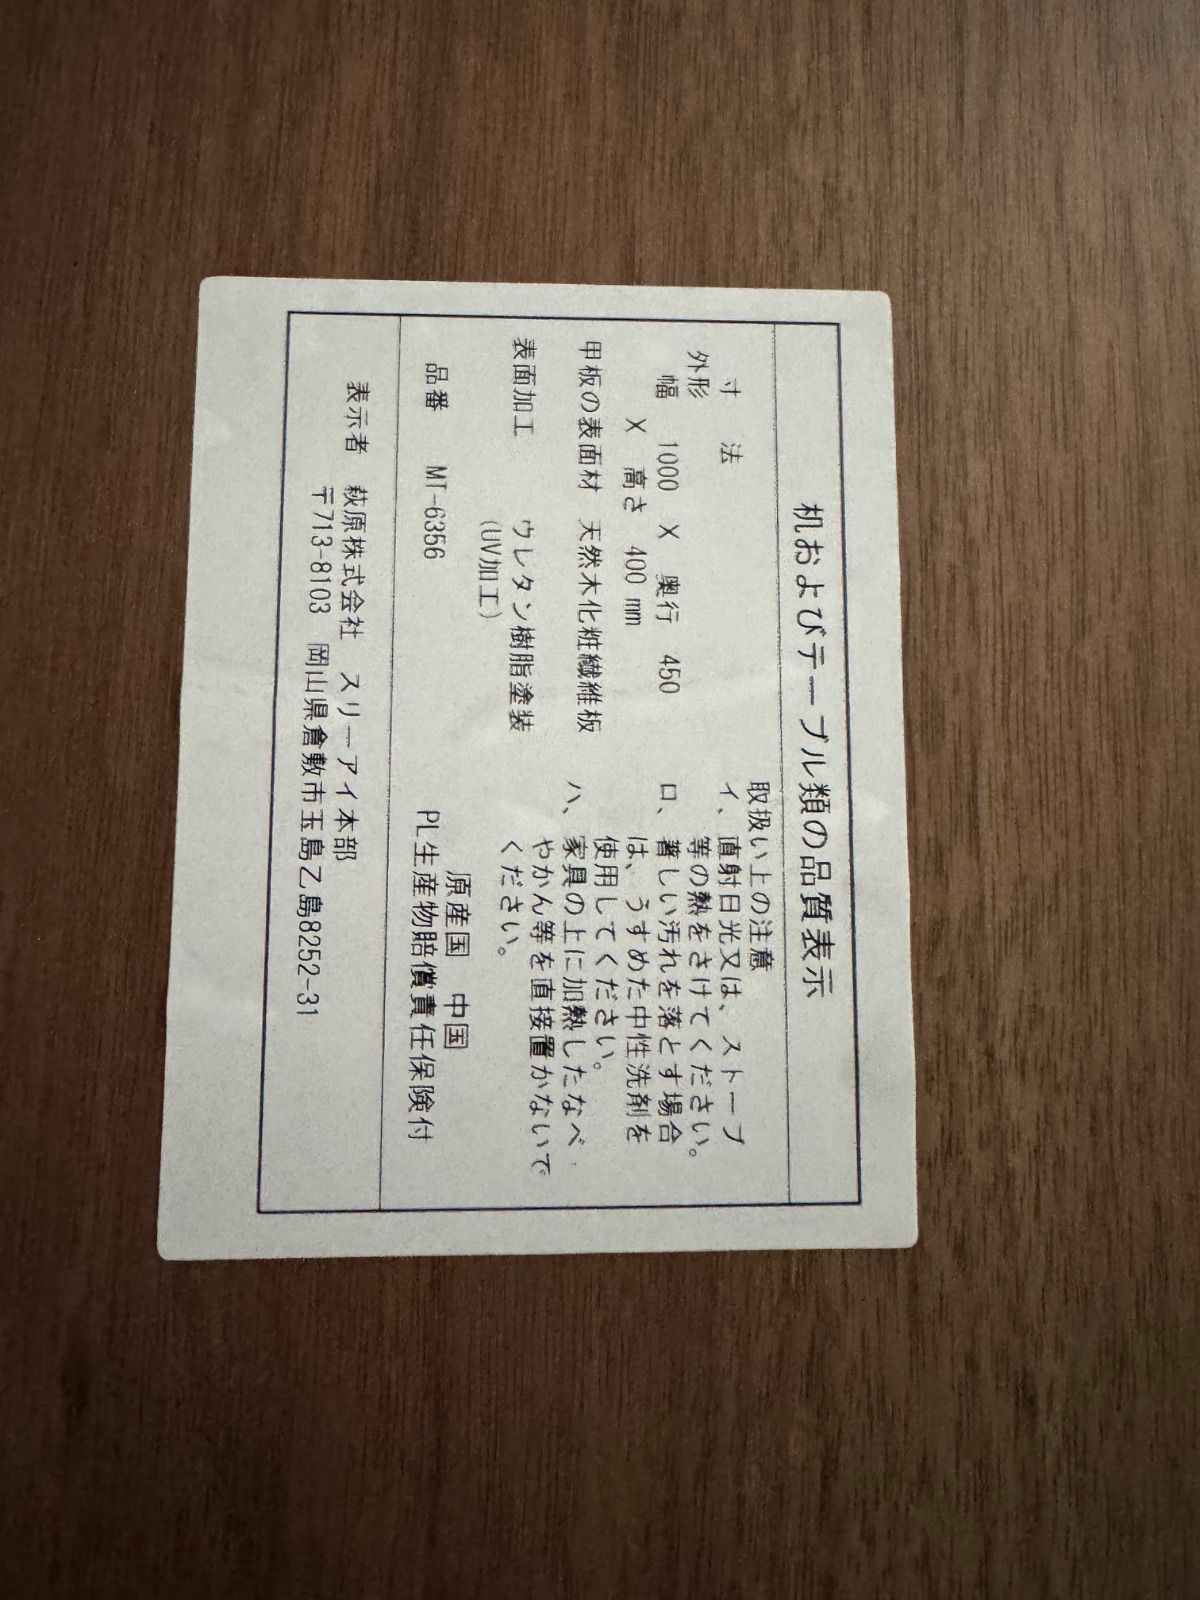 机およびテーブル類の品質表示
寸　法
外形
幅　1000　X　奥行　450
X　高さ　400 mm
甲板の表面材　天然木化粧繊維板
表面加工　ウレタン樹脂塗装
(UV加工)
品番　MT-6356
取扱い上の注意
イ、直射日光又は、ストーブ
等の熱をさけてください。
ロ、著しい汚れを落とす場合
は、うすめた中性洗剤を
使用してください。
ハ、家具の上に加熱したなべ・
やかん等を直接置かないで
ください。
原産国　中国
PL生産物賠償責任保険付
表示者　萩原株式会社　スリーアイ本部
〒713-8103　岡山県倉敷市玉島乙島8252-31